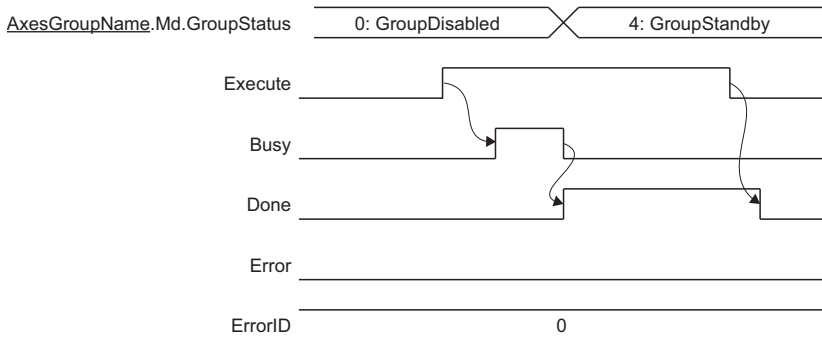 AxesGroupName.Md.GroupStatus 0: GroupDisabled 4: GroupStandby
Execute
Busy
Done
Error
ErrorID 0